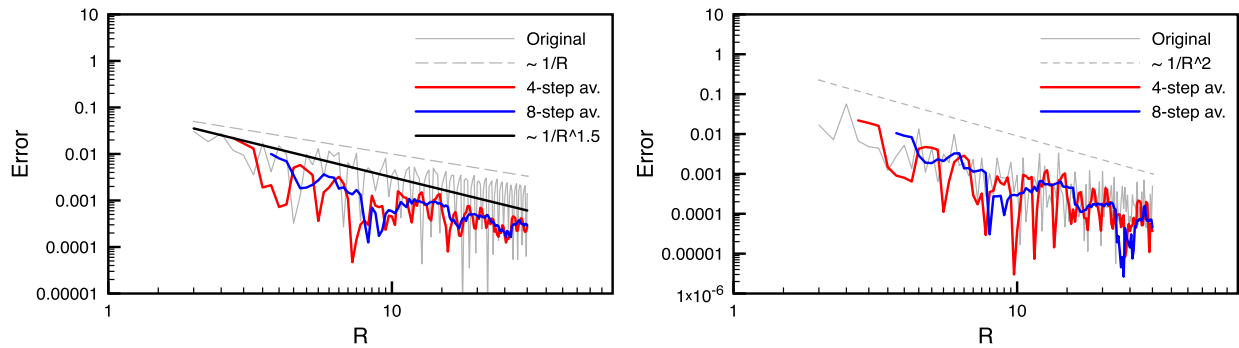 10
1
0.1
0.01
0.001
0.0001
0.00001
Error
1
10
R
Original
~ 1/R
4-step av.
8-step av.
~ 1/R^1.5
10
1
0.1
0.01
0.001
0.0001
0.00001
1×10-6
Error
1
10
R
Original
~ 1/R^2
4-step av.
8-step av.